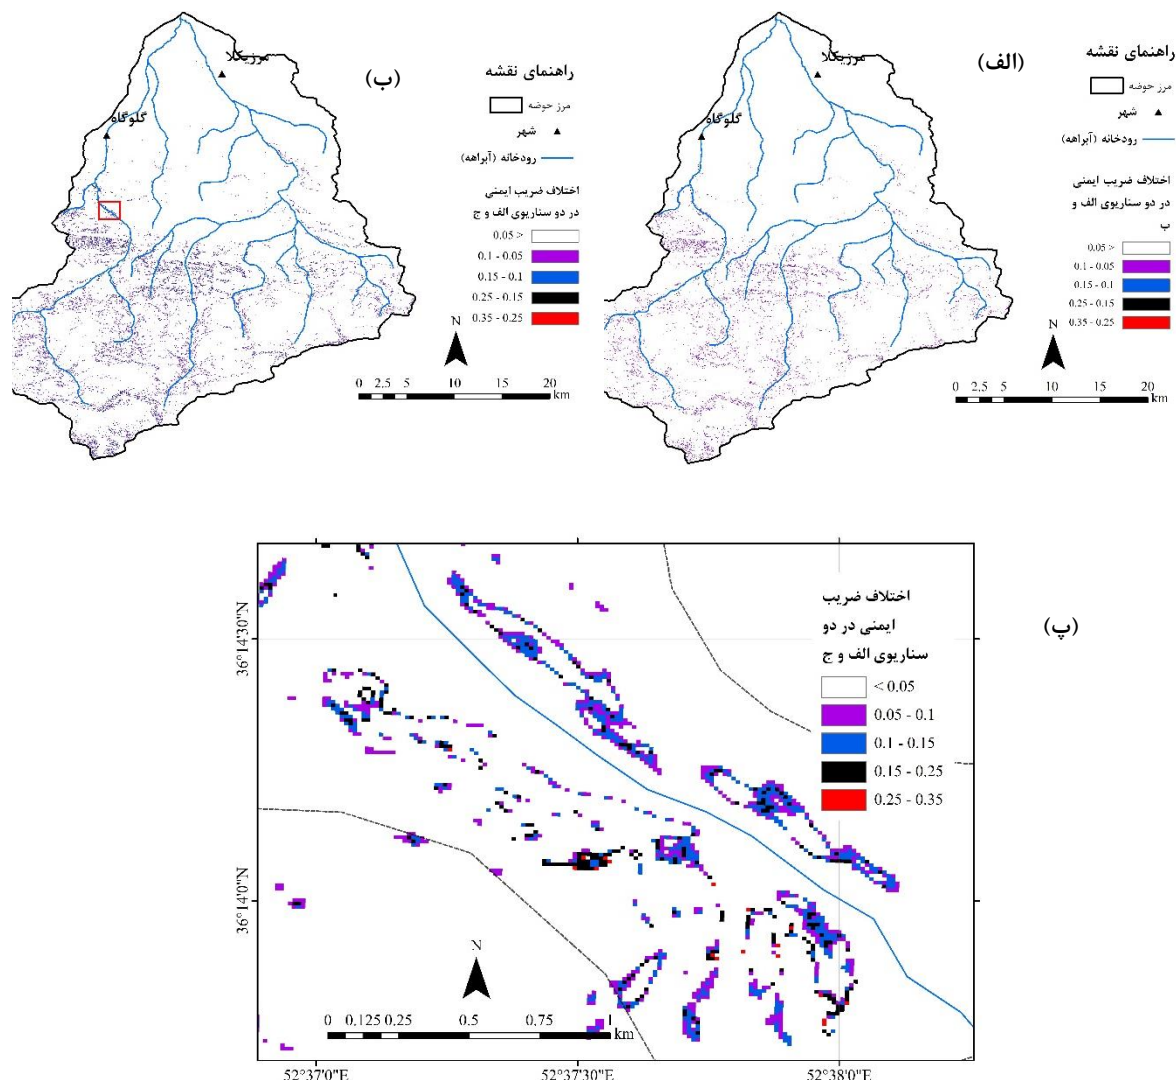 (الف)
راهنمای نقشه
مرز حوضه
شهر
رودخانه (آبراهه)
اختلاف ضریب ایمنی
در دو سناریوی الف و
ب
0.05 >
0.1 - 0.05
0.15 - 0.1
0.25 - 0.15
0.35 - 0.25
N
0 2.5 5 10 15 20
km
مرزیکلا
گلوگاه
(ب)
راهنمای نقشه
مرز حوضه
شهر
رودخانه (آبراهه)
اختلاف ضریب ایمنی
در دو سناریوی الف و ج
0.05 >
0.1 - 0.05
0.15 - 0.1
0.25 - 0.15
0.35 - 0.25
N
0 2.5 5 10 15 20
km
مرزیکلا
گلوگاه
(پ)
اختلاف ضریب
ایمنی در دو
سناریوی الف و ج
< 0.05
0.05 - 0.1
0.1 - 0.15
0.15 - 0.25
0.25 - 0.35
36°14'30"N
36°14'0"N
N
0 0.125 0.25 0.5 0.75 1
km
52°37'0"E 52°37'30"E 52°38'0"E